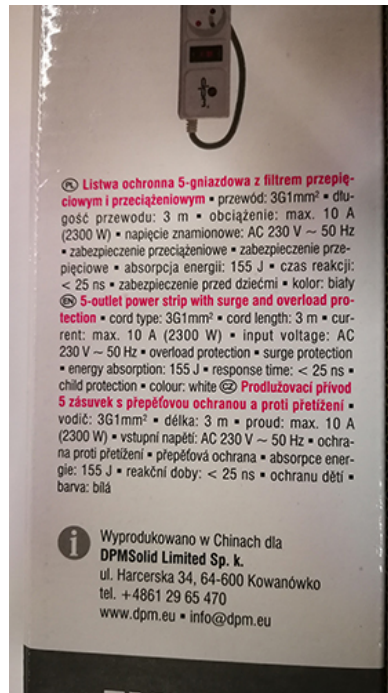 PL Listwa ochronna 5-gniazdowa z filtrem przepię-
ciowym i przeciążeniowym ▪ przewód: 3G1mm² ▪ dłu-
gość przewodu: 3 m ▪ obciążenie: max. 10 A
(2300 W) ▪ napięcie znamionowe: AC 230 V ~ 50 Hz
▪ zabezpieczenie przeciążeniowe ▪ zabezpieczenie prze-
pięciowe ▪ absorpcja energii: 155 J ▪ czas reakcji:
< 25 ns ▪ zabezpieczenie przed dziećmi ▪ kolor: biały
EN 5-outlet power strip with surge and overload pro-
tection ▪ cord type: 3G1mm² ▪ cord length: 3 m ▪ cur-
rent: max. 10 A (2300 W) ▪ input voltage: AC
230 V ~ 50 Hz ▪ overload protection ▪ surge protection
▪ energy absorption: 155 J ▪ response time: < 25 ns ▪
child protection ▪ colour: white CZ Prodlužovací přívod
5 zásuvek s přepěťovou ochranou a proti přetížení ▪
vodič: 3G1mm² ▪ délka: 3 m ▪ proud: max. 10 A
(2300 W) ▪ vstupní napětí: AC 230 V ~ 50 Hz ▪ ochra-
na proti přetížení ▪ přepěťová ochrana ▪ absorpce ener-
gie: 155 J ▪ reakční doby: < 25 ns ▪ ochranu dětí ▪
barva: bílá
Wyprodukowano w Chinach dla
DPMSolid Limited Sp. k.
ul. Harcerska 34, 64-600 Kowanówko
tel. +4861 29 65 470
www.dpm.eu ▪ info@dpm.eu